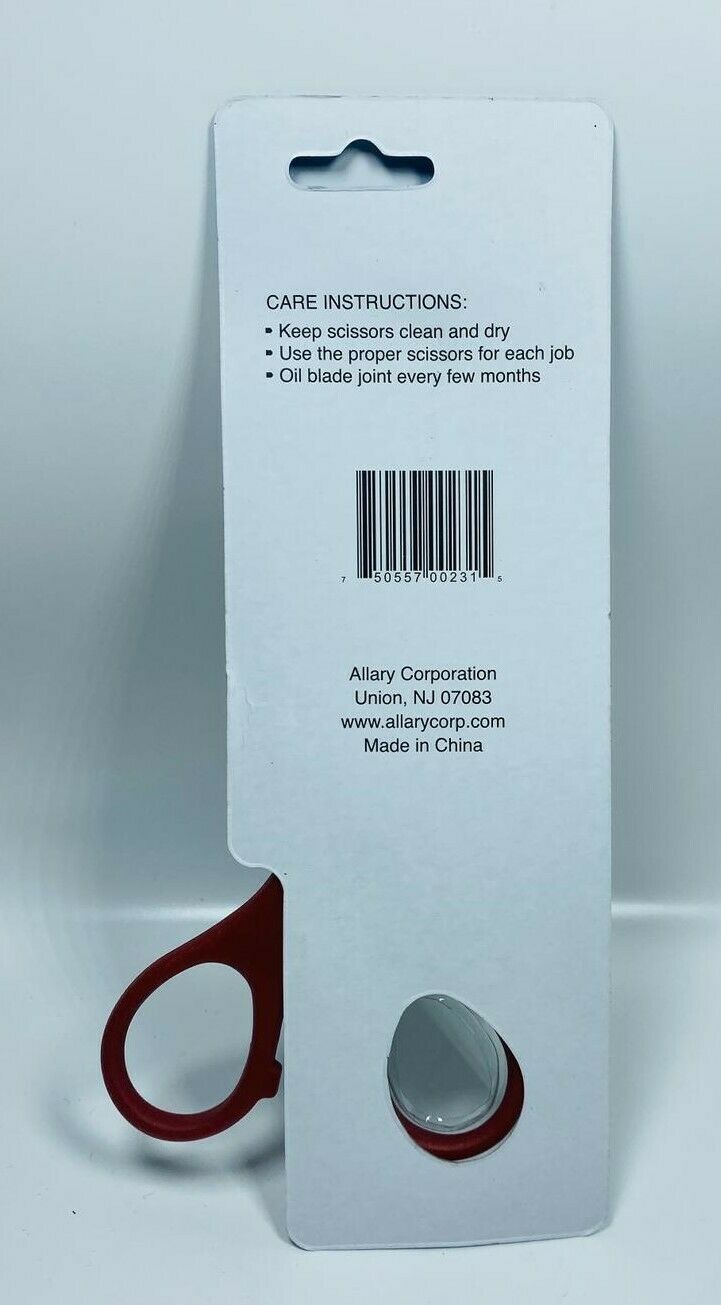 CARE INSTRUCTIONS:
▪ Keep scissors clean and dry
▪ Use the proper scissors for each job
▪ Oil blade joint every few months
7 50557 00231 5
Allary Corporation
Union, NJ 07083
www.allarycorp.com
Made in China